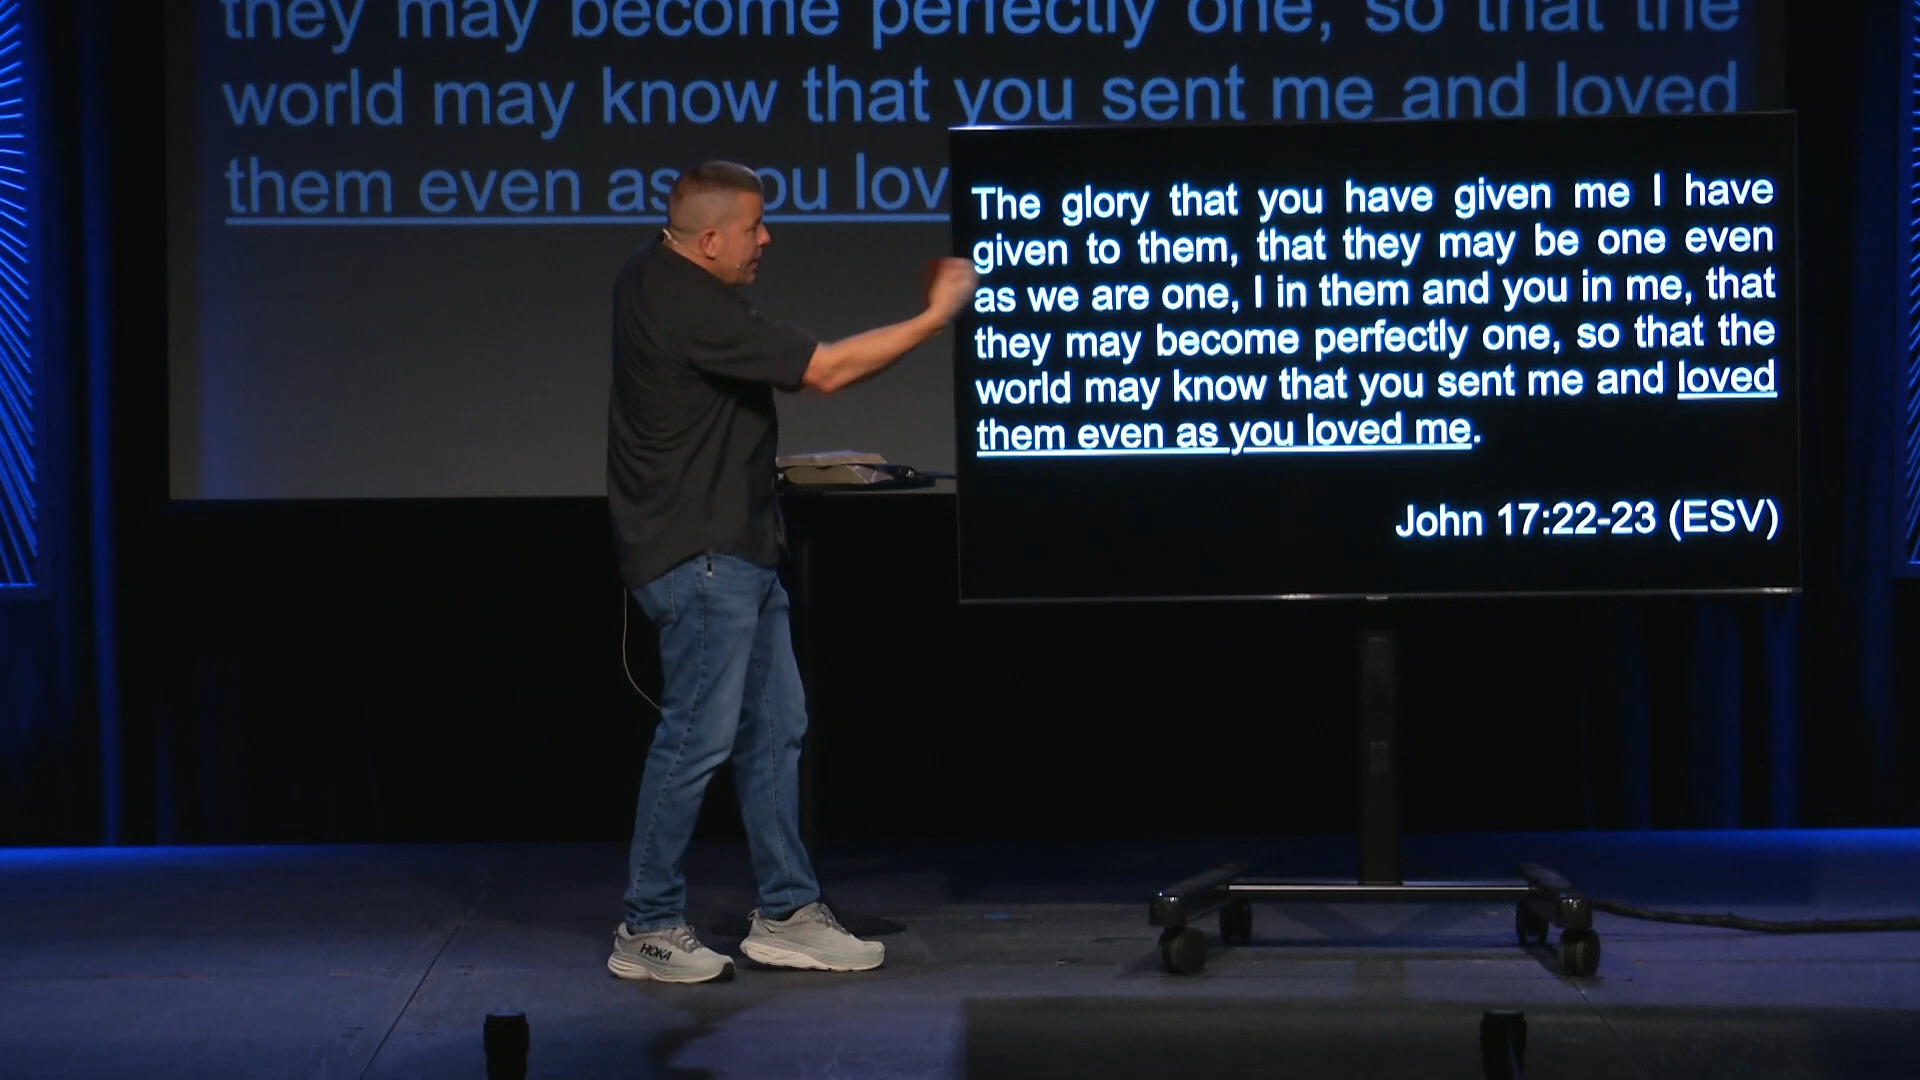 they may become perfectly one, so that the
world may know that you sent me and loved
them even as you lov
The glory that you have given me I have
given to them, that they may be one even
as we are one, I in them and you in me, that
they may become perfectly one, so that the
world may know that you sent me and loved
them even as you loved me.
John 17:22-23 (ESV)
HOKA